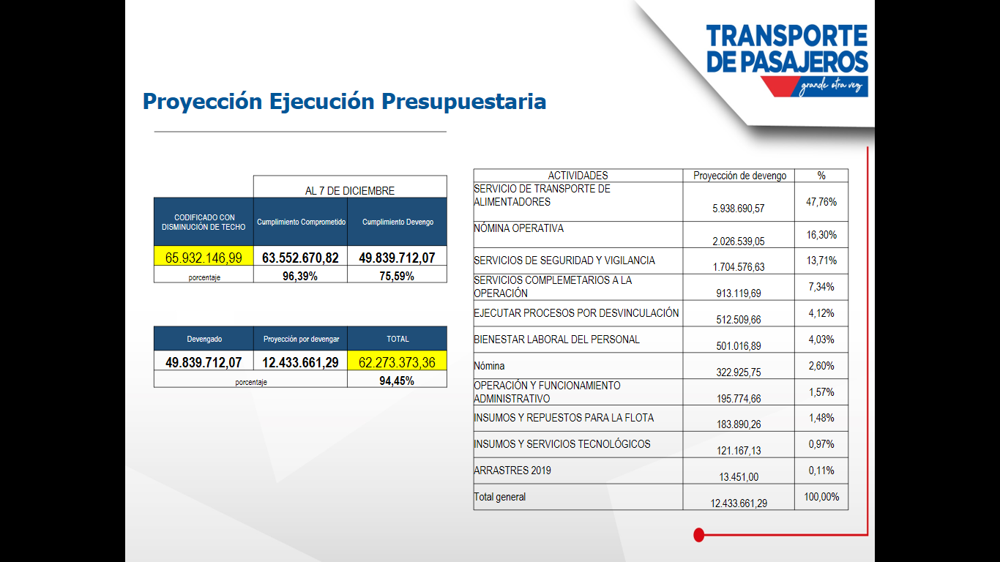 TRANSPORTE
DE PASAJEROS
grande otra vez
Proyección Ejecución Presupuestaria
AL 7 DE DICIEMBRE
CODIFICADO CON
DISMINUCIÓN DE TECHO
Cumplimiento Comprometido
Cumplimiento Devengo
65.932.146,99
63.552.670,82
49.839.712,07
porcentaje
96,39%
75,59%
Devengado
Proyección por devengar
TOTAL
49.839.712,07
12.433.661,29
62.273.373,36
porcentaje
94,45%
ACTIVIDADES
Proyección de devengo
%
SERVICIO DE TRANSPORTE DE
ALIMENTADORES
5.938.690,57
47,76%
NÓMINA OPERATIVA
2.026.539,05
16,30%
SERVICIOS DE SEGURIDAD Y VIGILANCIA
1.704.576,63
13,71%
SERVICIOS COMPLEMETARIOS A LA
OPERACIÓN
913.119,69
7,34%
EJECUTAR PROCESOS POR DESVINCULACIÓN
512.509,66
4,12%
BIENESTAR LABORAL DEL PERSONAL
501.016,89
4,03%
Nómina
322.925,75
2,60%
OPERACIÓN Y FUNCIONAMIENTO
ADMINISTRATIVO
195.774,66
1,57%
INSUMOS Y REPUESTOS PARA LA FLOTA
183.890,26
1,48%
INSUMOS Y SERVICIOS TECNOLÓGICOS
121.167,13
0,97%
ARRASTRES 2019
13.451,00
0,11%
Total general
12.433.661,29
100,00%